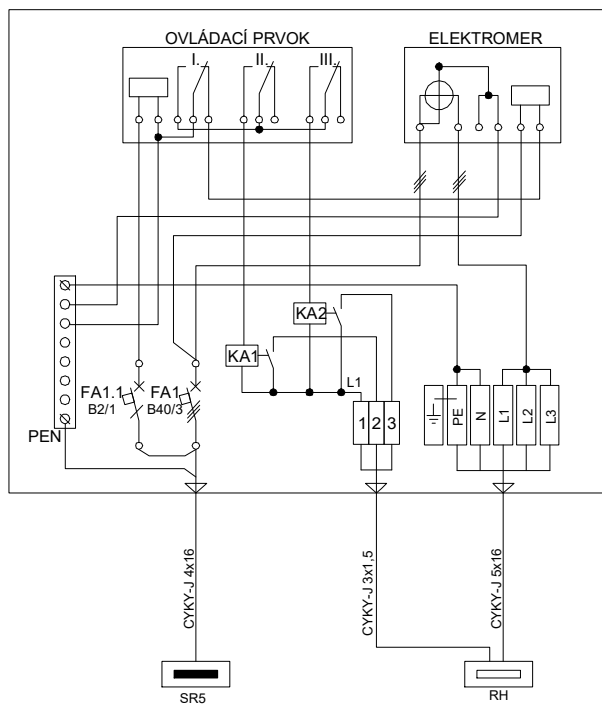 OVLÁDACÍ PRVOK
ELEKTROMER
I.
II.
III.
KA2
KA1
FA1.1
B2/1
FA1
B40/3
L1
PEN
1
2
3
PE
N
L1
L2
L3
CYKY-J 4x16
CYKY-J 3x1,5
CYKY-J 5x16
SR5
RH